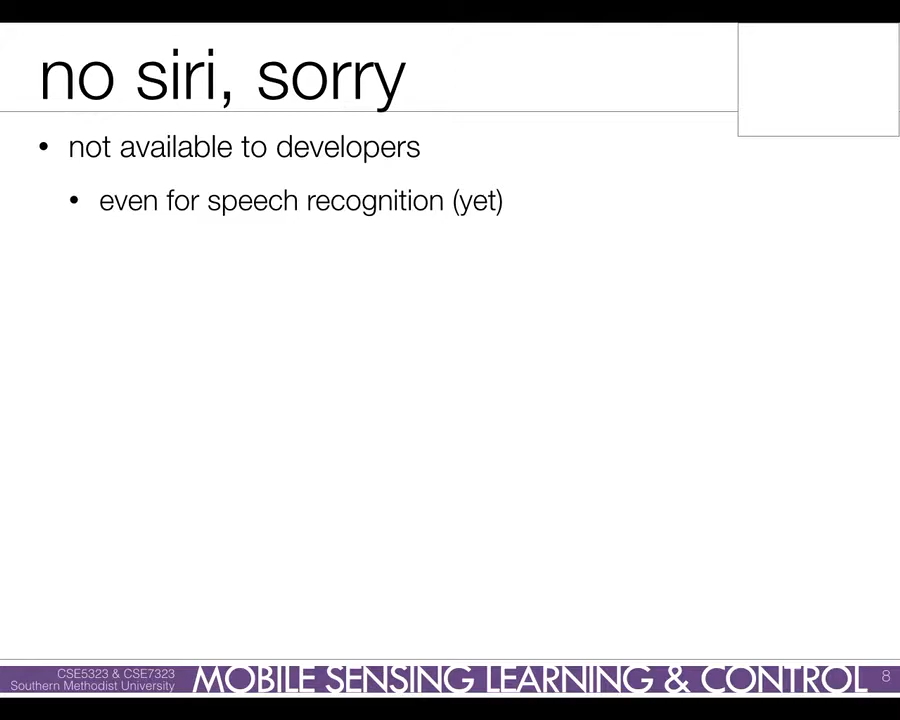 no siri, sorry
• not available to developers
• even for speech recognition (yet)
CSE5323 & CSE7323
Southern Methodist University
MOBILE SENSING LEARNING & CONTROL
8